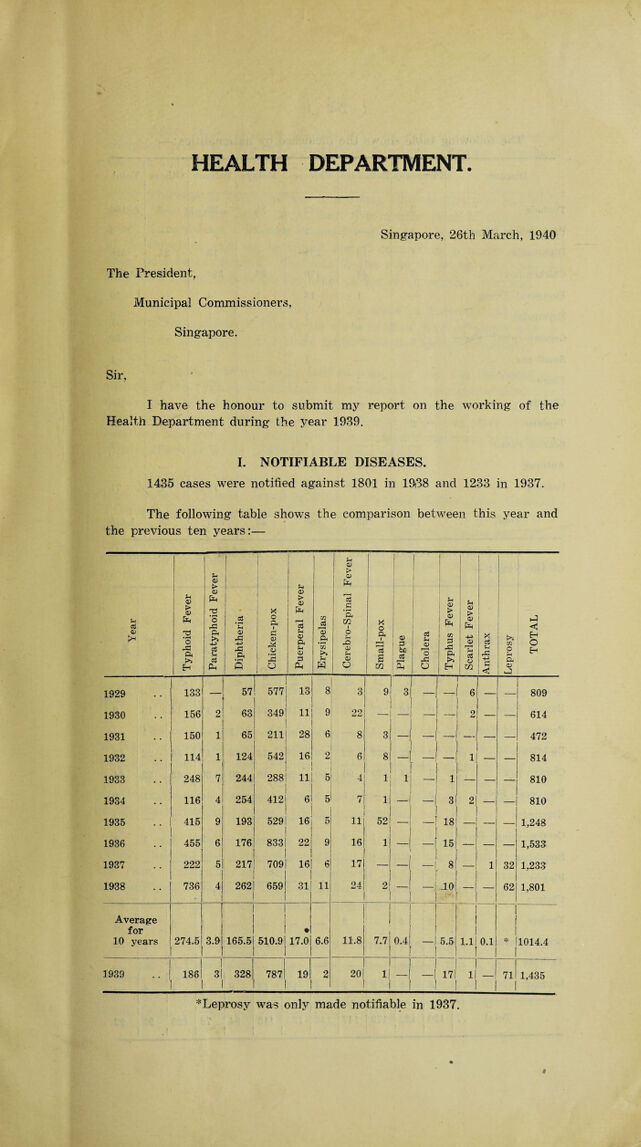 HEALTH DEPARTMENT.
Singapore, 26th March, 1940
The President,
Municipal Commissioners,
Singapore.
Sir,
I have the honour to submit my report on the working of the
Health Department during the year 1939.
I. NOTIFIABLE DISEASES.
1435 cases were notified against 1801 in 1938 and 1233 in 1937.
The following table shows the comparison between this year and
the previous ten years:—
Year Typhoid Fever Paratyphoid Fever Diphtheria Chicken-pox Pueceral Fever Erysipelas Cerebro-Spinal Fever Small-pox Plague Cholera Typhus Fever Scarlet Fever Anthrax Leprosy TOTAL
1929 .. 133 — 57 577 13 8 3 9 3 — — 6 — — 809
1930 .. 156 2 63 349 11 9 22 — — — — 2 — — 614
1931 .. 150 1 65 211 28 6 8 3 — — — — — — 472
1932 .. 114 1 124 542 16 2 6 8 — — — 1 — — 814
1933 .. 248 7 244 288 11 5 4 1 1 — 1 — — — 810
1934 .. 116 4 254 412 6 5 7 1 — — 3 2 — — 810
1935 .. 415 9 193 529 16 5 11 52 — — 18 — — — 1,248
1936 .. 455 6 176 833 22 9 16 1 — — 15 — — — 1,533
1937 .. 222 5 217 709 16 6 17 — — — 8 — 1 32 1,233
1938 .. 736 4 262 659 31 11 24 2 — — 10 — — 62 1,801
Average
for
10 years 274.5 3.9 165.5 510.9 17.0 6.6 11.8 7.7 0.4 — 5.5 1.1 0.1 * 1014.4
1939 .. 186 3 328 787 19 2 20 1 — — 17 1 — 71 1,435
*Leprosy was only made notifiable in 1937.